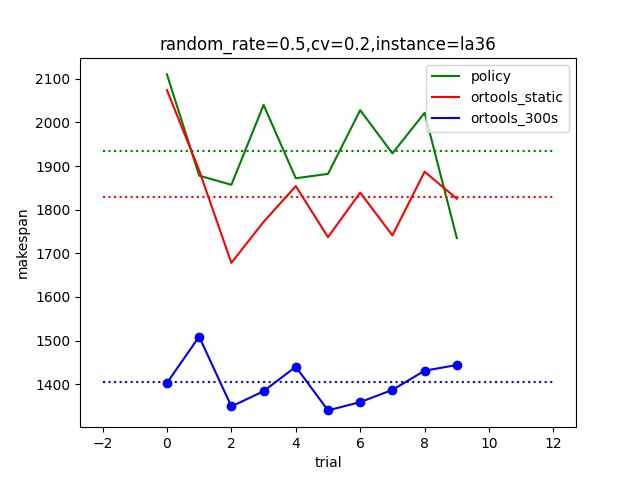 random_rate=0.5,cv=0.2,instance=la36
policy
ortools_static
ortools_300s
makespan
2100
2000
1900
1800
1700
1600
1500
1400
−2
0
2
4
6
8
10
12
trial